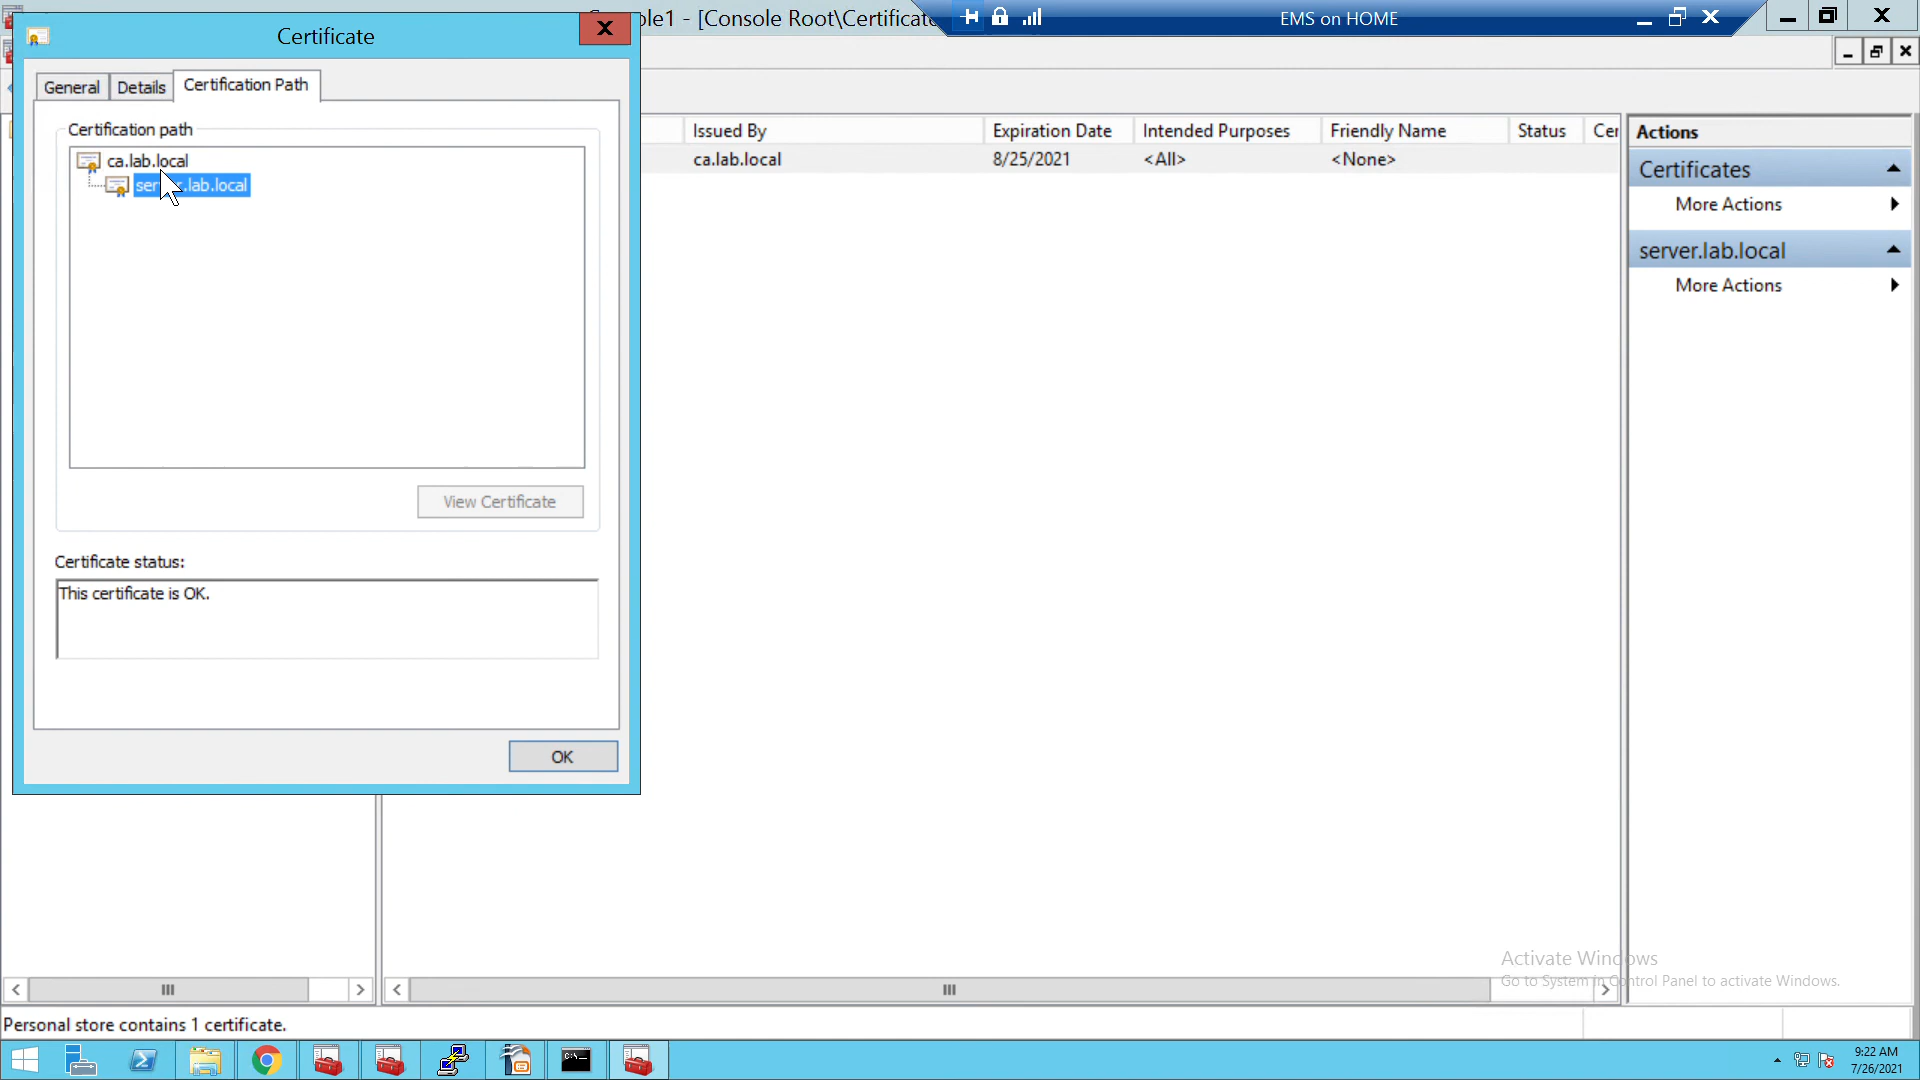 Certificate
ole1 - [Console Root\Certificate
EMS on HOME
General
Details
Certification Path
Certification path
ca.lab.local
server.lab.local
View Certificate
Certificate status:
This certificate is OK.
OK
Issued By
Expiration Date
Intended Purposes
Friendly Name
Status
Cer
ca.lab.local
8/25/2021
<All>
<None>
Actions
Certificates
More Actions
server.lab.local
More Actions
Activate Windows
Go to System in Control Panel to activate Windows.
Personal store contains 1 certificate.
9:22 AM
7/26/2021